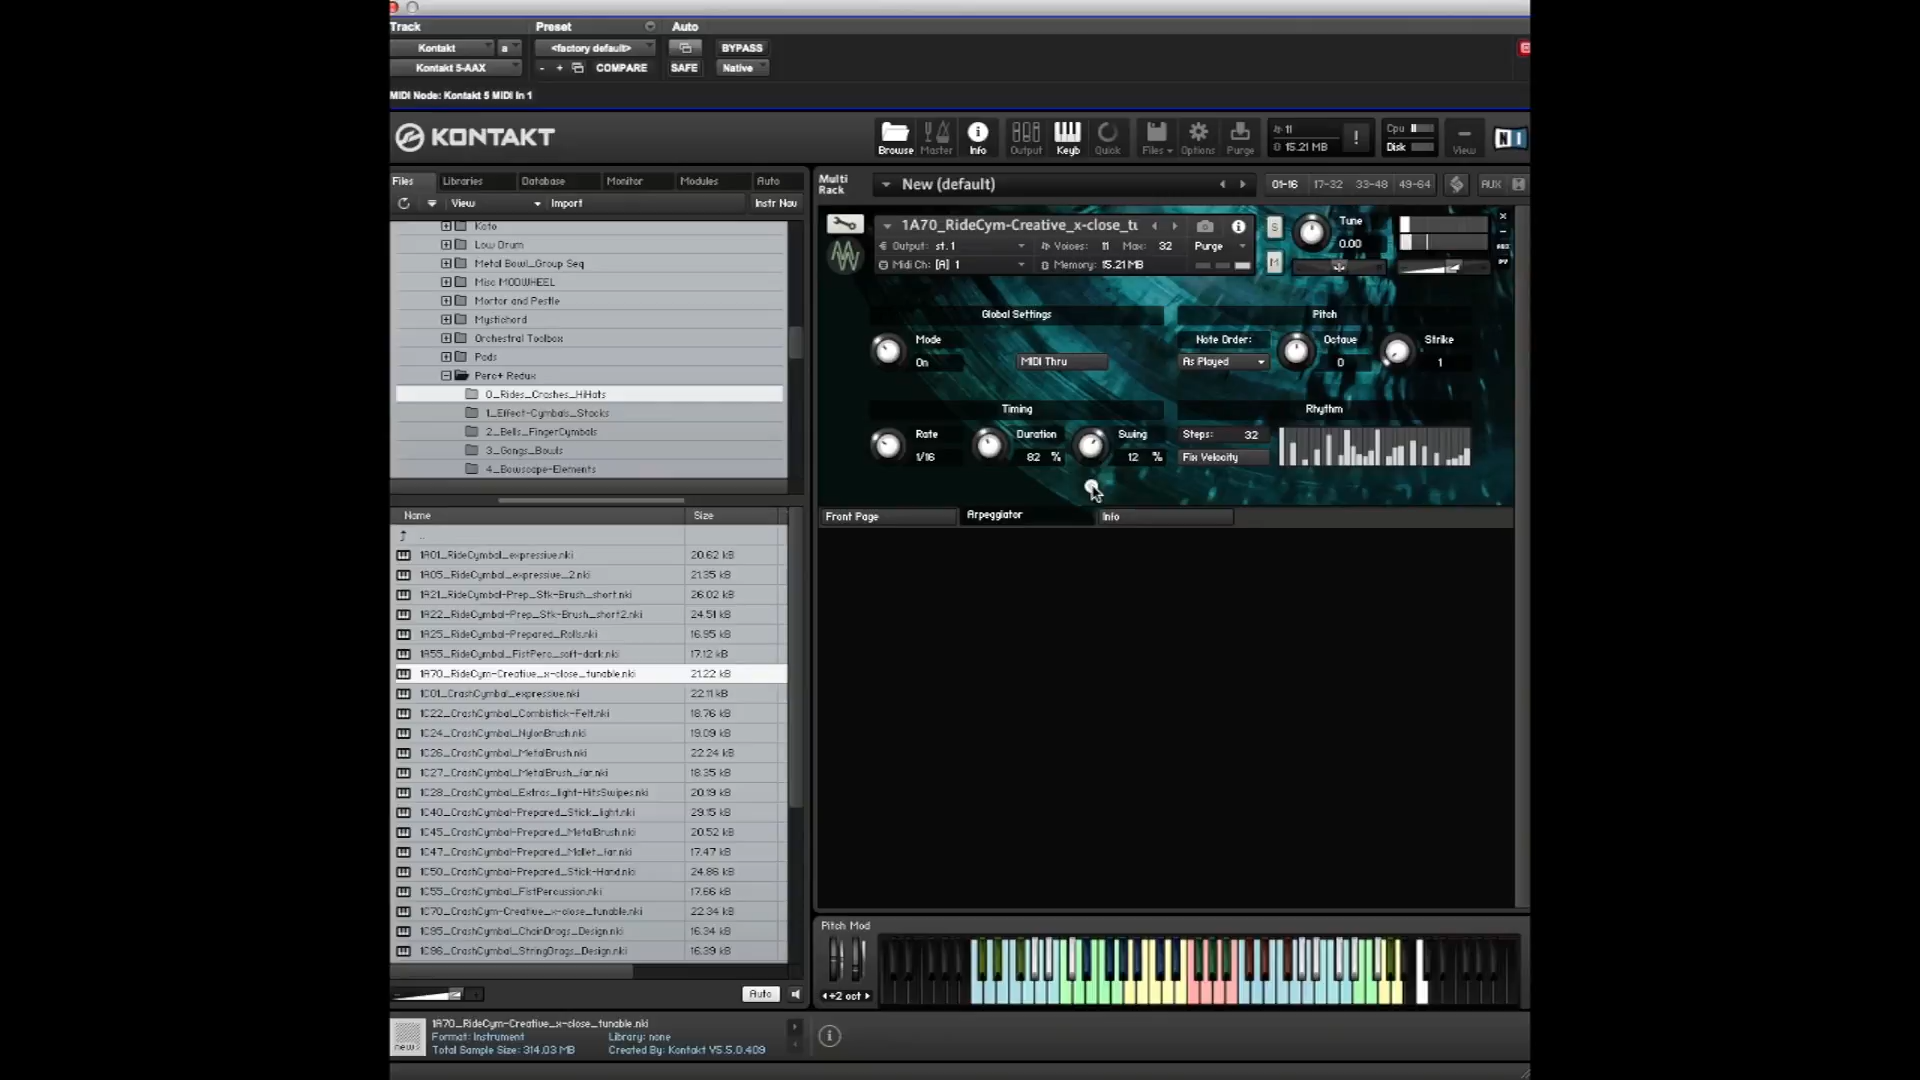 Track Preset Auto
Kontakt a <factory default> BYPASS
Kontakt 5-AAX - + COMPARE SAFE Native
MIDI Node: Kontakt 5 MIDI In 1
KONTAKT
Browse Master Info Output Keyb Quick Files Options Purge
11
15.21 MB
!
Cpu
Disk
View
NI
Files Libraries Database Monitor Modules Auto
View Import Instr Nav
Koto
Low Drum
Metal Bowl_Group Seq
Misc MODWHEEL
Mortar and Pestle
Mystichord
Orchestral Toolbox
Pods
Perc+ Redux
0_Rides_Crashes_HiHats
1_Effect-Cymbals_Stacks
2_Bells_FingerCymbals
3_Gongs_Bowls
4_Bowscape-Elements
Name Size
..
1A01_RideCymbal_expressive.nki 20.62 kB
1A05_RideCymbal_expressive_2.nki 21.35 kB
1A21_RideCymbal-Prep_Stk-Brush_short.nki 26.02 kB
1A22_RideCymbal-Prep_Stk-Brush_short2.nki 24.51 kB
1A25_RideCymbal-Prepared_Rolls.nki 16.95 kB
1A55_RideCymbal_FistPerc_soft-dark.nki 17.12 kB
1A70_RideCym-Creative_x-close_tunable.nki 21.22 kB
1C01_CrashCymbal_expressive.nki 22.11 kB
1C22_CrashCymbal_Combistick-Felt.nki 18.76 kB
1C24_CrashCymbal_NylonBrush.nki 19.09 kB
1C26_CrashCymbal_MetalBrush.nki 22.24 kB
1C27_CrashCymbal_MetalBrush_far.nki 18.35 kB
1C28_CrashCymbal_Extras_light-HitsSwipes.nki 20.19 kB
1C40_CrashCymbal-Prepared_Stick_light.nki 29.15 kB
1C45_CrashCymbal-Prepared_MetalBrush.nki 20.52 kB
1C47_CrashCymbal-Prepared_Mallet_far.nki 17.47 kB
1C50_CrashCymbal-Prepared_Stick-Hand.nki 24.86 kB
1C55_CrashCymbal_FistPercussion.nki 17.66 kB
1C70_CrashCym-Creative_x-close_tunable.nki 22.34 kB
1C95_CrashCymbal_ChainDrags_Design.nki 16.34 kB
1C96_CrashCymbal_StringDrags_Design.nki 16.39 kB
Auto
new
1A70_RideCym-Creative_x-close_tunable.nki
Format: Instrument Library: none
Total Sample Size: 314.03 MB Created By: Kontakt V5.5.0.409
Multi Rack New (default) 01-16 17-32 33-48 49-64 AUX
1A70_RideCym-Creative_x-close_tu
Output: st.1 Voices: 11 Max: 32 Purge
Midi Ch: [A] 1 Memory: 15.21 MB
S
M
Tune
0.00
Global Settings Pitch
Mode Note Order: Octave Strike
On MIDI Thru As Played 0 1
Timing Rhythm
Rate Duration Swing Steps: 32
1/16 82 % 12 % Fix Velocity
Front Page Arpeggiator Info
Pitch Mod
+2 oct